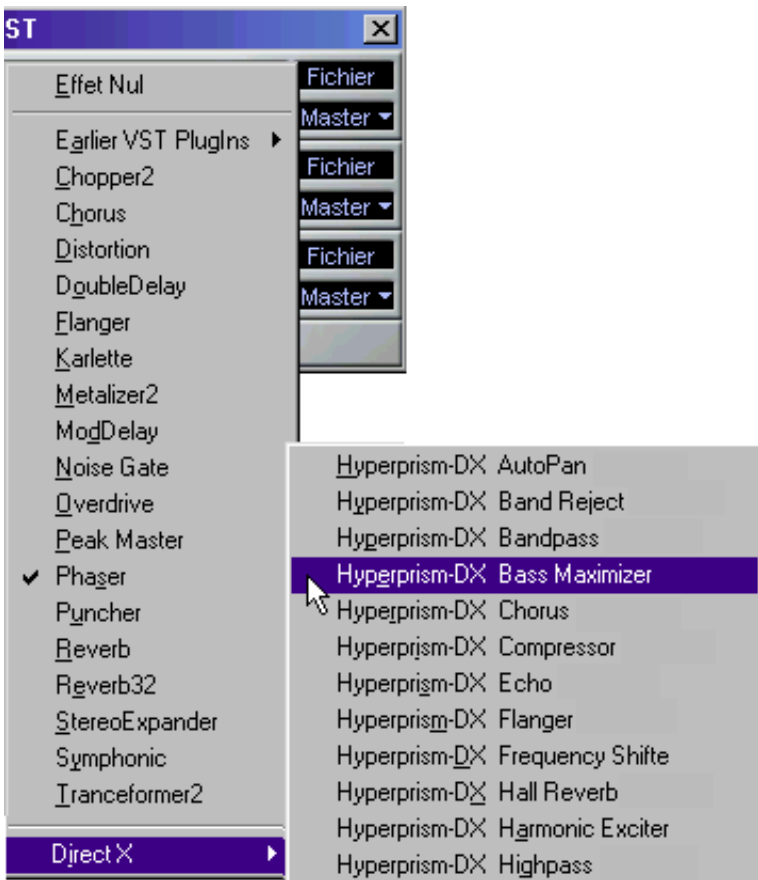 ST
Effet Nul
Earlier VST PlugIns
Chopper2
Chorus
Distortion
DoubleDelay
Flanger
Karlette
Metalizer2
ModDelay
Noise Gate
Overdrive
Peak Master
Phaser
Puncher
Reverb
Reverb32
StereoExpander
Symphonic
Tranceformer2
Direct X
Fichier
Master
Fichier
Master
Fichier
Master
Hyperprism-DX AutoPan
Hyperprism-DX Band Reject
Hyperprism-DX Bandpass
Hyperprism-DX Bass Maximizer
Hyperprism-DX Chorus
Hyperprism-DX Compressor
Hyperprism-DX Echo
Hyperprism-DX Flanger
Hyperprism-DX Frequency Shifte
Hyperprism-DX Hall Reverb
Hyperprism-DX Harmonic Exciter
Hyperprism-DX Highpass